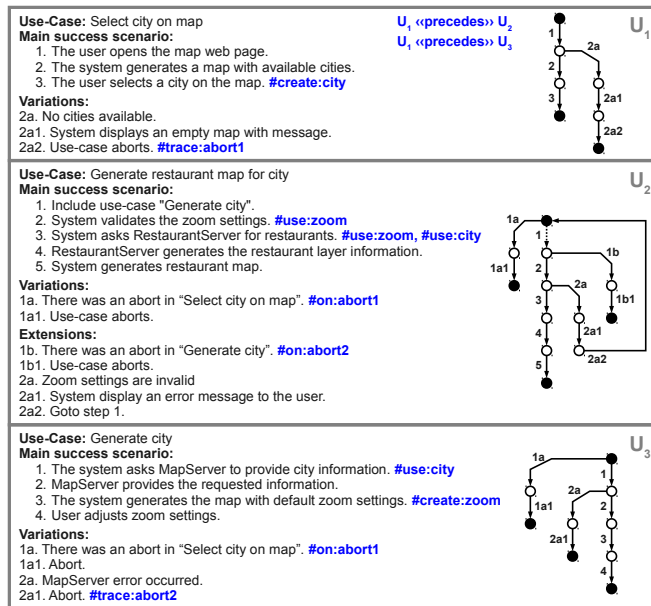 Use-Case: Select city on map
Main success scenario:
1. The user opens the map web page.
2. The system generates a map with available cities.
3. The user selects a city on the map. #create:city
Variations:
2a. No cities available.
2a1. System displays an empty map with message.
2a2. Use-case aborts. #trace:abort1
U1 «precedes» U2
U1 «precedes» U3
U1
1
2a
2
2a1
3
2a2
Use-Case: Generate restaurant map for city
Main success scenario:
1. Include use-case "Generate city".
2. System validates the zoom settings. #use:zoom
3. System asks RestaurantServer for restaurants. #use:zoom, #use:city
4. RestaurantServer generates the restaurant layer information.
5. System generates restaurant map.
Variations:
1a. There was an abort in “Select city on map”. #on:abort1
1a1. Use-case aborts.
Extensions:
1b. There was an abort in “Generate city”. #on:abort2
1b1. Use-case aborts.
2a. Zoom settings are invalid
2a1. System display an error message to the user.
2a2. Goto step 1.
U2
1a
1
1b
1a1
2
2a
1b1
3
2a1
4
2a2
5
Use-Case: Generate city
Main success scenario:
1. The system asks MapServer to provide city information. #use:city
2. MapServer provides the requested information.
3. The system generates the map with default zoom settings. #create:zoom
4. User adjusts zoom settings.
Variations:
1a. There was an abort in “Select city on map”. #on:Abort1
1a1. Abort.
2a. MapServer error occurred.
2a1. Abort. #trace:abort2
U3
1a
1
1a1
2a
2
2a1
3
4